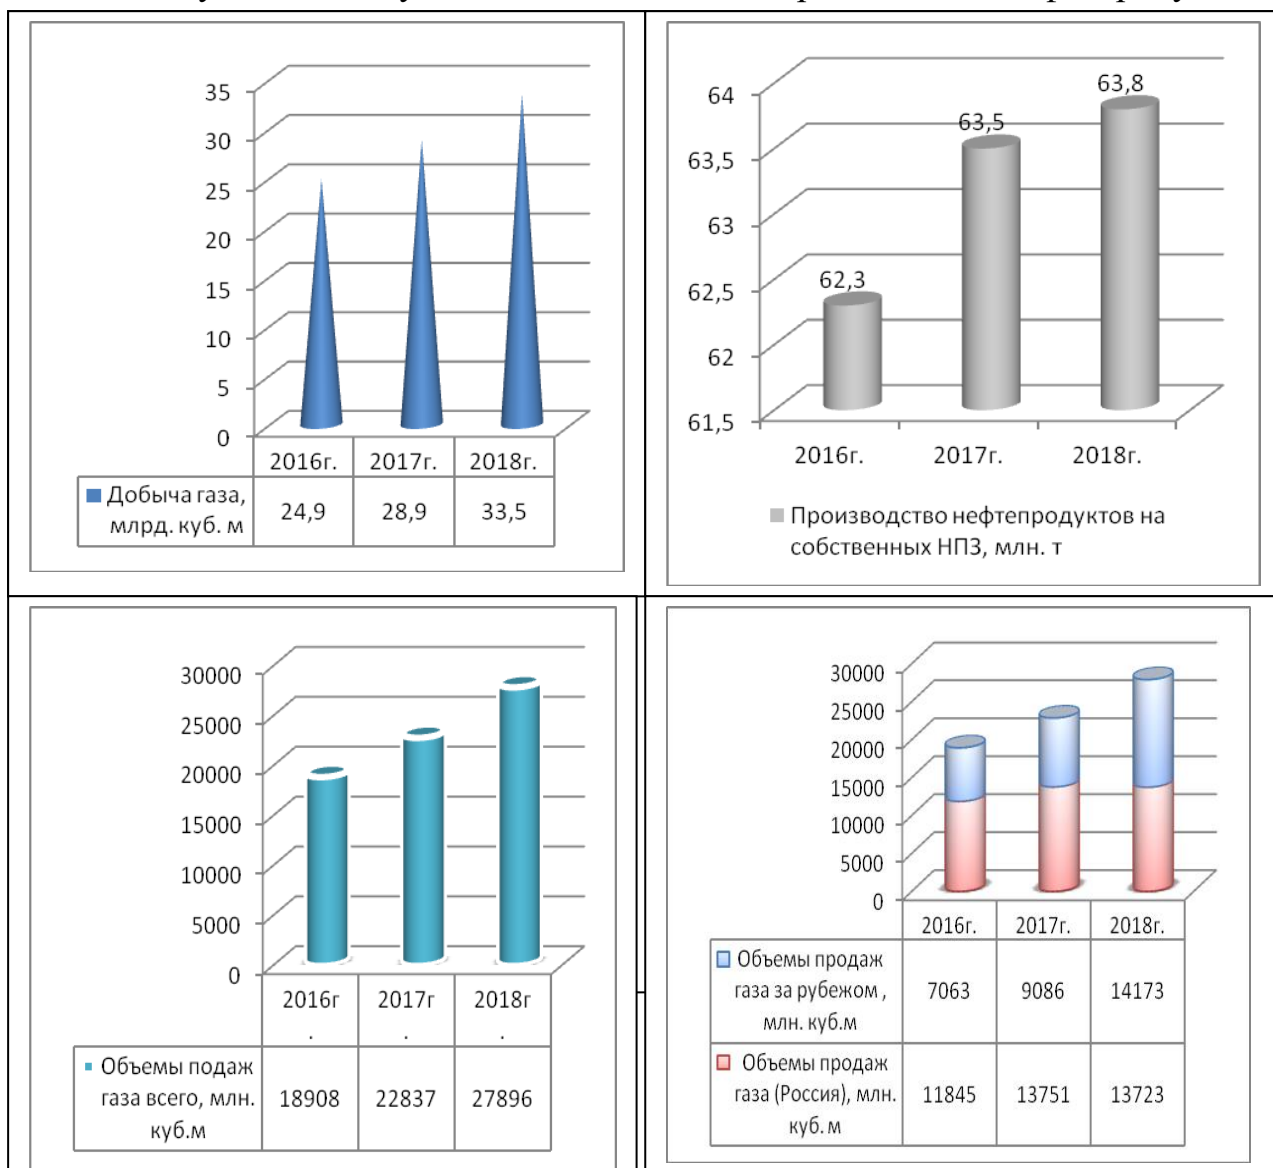 35
30
25
20
15
10
5
0
2016г. 2017г. 2018г.
Добыча газа,
млрд. куб. м
24,9 28,9 33,5
64
63,5
63
62,5
62
61,5
62,3
63,5
63,8
2016г. 2017г. 2018г.
Производство нефтепродуктов на
собственных НПЗ, млн. т
30000
25000
20000
15000
10000
5000
0
2016г 2017г 2018г
. . .
Объемы подаж
газа всего, млн.
куб.м
18908 22837 27896
30000
25000
20000
15000
10000
5000
0
2016г. 2017г. 2018г.
Объемы продаж
газа за рубежом ,
млн. куб.м
7063 9086 14173
Объемы продаж
газа (Россия), млн.
куб. м
11845 13751 13723